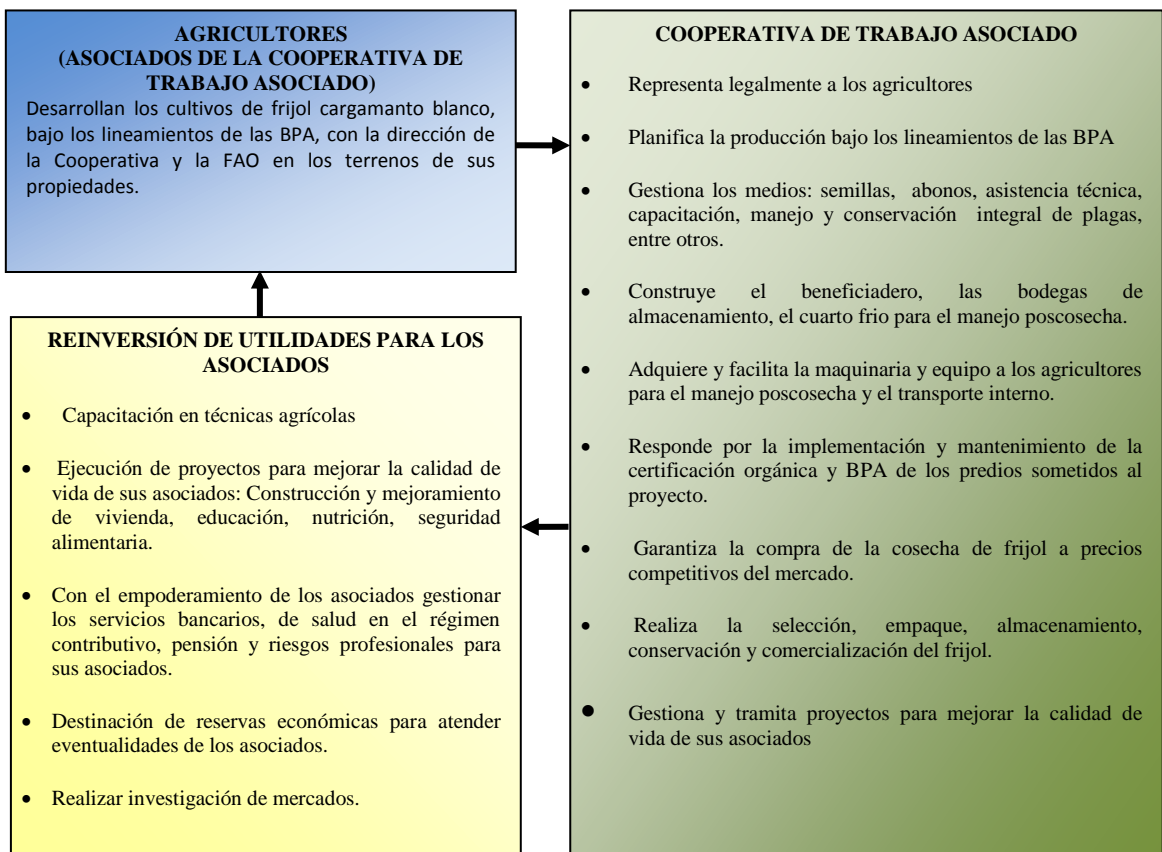 AGRICULTORES
(ASOCIADOS DE LA COOPERATIVA DE
TRABAJO ASOCIADO)
Desarrollan los cultivos de frijol cargamanto blanco,
bajo los lineamientos de las BPA, con la dirección de
la Cooperativa y la FAO en los terrenos de sus
propiedades.
COOPERATIVA DE TRABAJO ASOCIADO
• Representa legalmente a los agricultores
• Planifica la producción bajo los lineamientos de las BPA
• Gestiona los medios: semillas, abonos, asistencia técnica,
capacitación, manejo y conservación integral de plagas,
entre otros.
• Construye el beneficiadero, las bodegas de
almacenamiento, el cuarto frio para el manejo poscosecha.
• Adquiere y facilita la maquinaria y equipo a los agricultores
para el manejo poscosecha y el transporte interno.
• Responde por la implementación y mantenimiento de la
certificación orgánica y BPA de los predios sometidos al
proyecto.
• Garantiza la compra de la cosecha de frijol a precios
competitivos del mercado.
• Realiza la selección, empaque, almacenamiento,
conservación y comercialización del frijol.
• Gestiona y tramita proyectos para mejorar la calidad de
vida de sus asociados
REINVERSIÓN DE UTILIDADES PARA LOS
ASOCIADOS
• Capacitación en técnicas agrícolas
• Ejecución de proyectos para mejorar la calidad de
vida de sus asociados: Construcción y mejoramiento
de vivienda, educación, nutrición, seguridad
alimentaria.
• Con el empoderamiento de los asociados gestionar
los servicios bancarios, de salud en el régimen
contributivo, pensión y riesgos profesionales para
sus asociados.
• Destinación de reservas económicas para atender
eventualidades de los asociados.
• Realizar investigación de mercados.